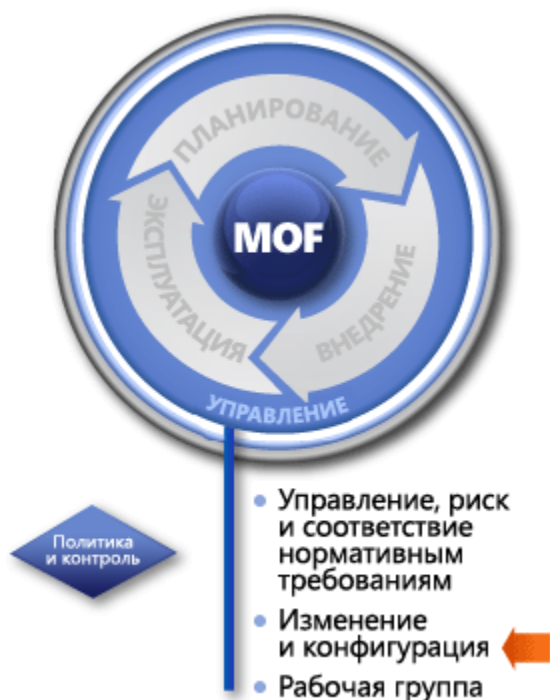 ПЛАНИРОВАНИЕ
MOF
ЭКСПЛУАТАЦИЯ
ВНЕДРЕНИЕ
УПРАВЛЕНИЕ
Политика
и контроль
Управление, риск
и соответствие
нормативным
требованиям
Изменение
и конфигурация
Рабочая группа